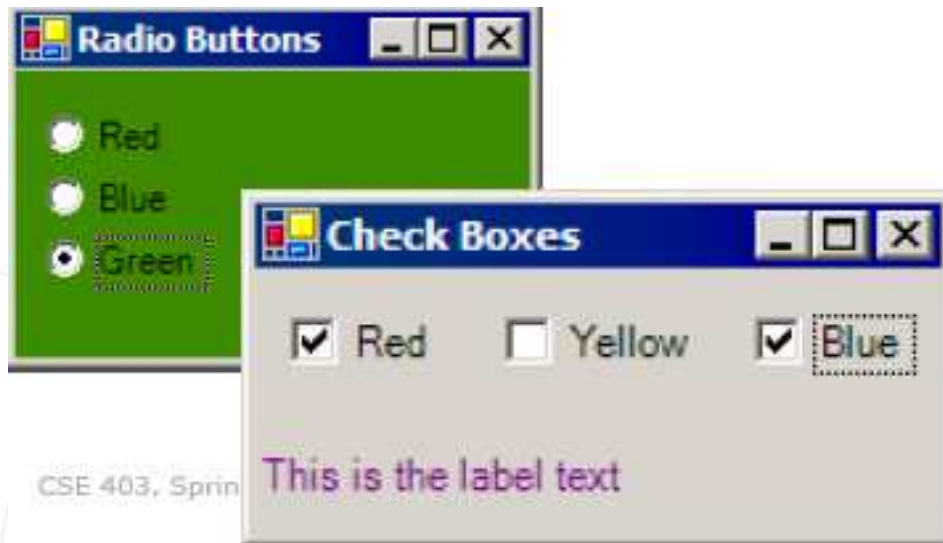 Radio Buttons
Red
Blue
Green
Check Boxes
Red Yellow Blue
This is the label text
CSE 403, Sprin